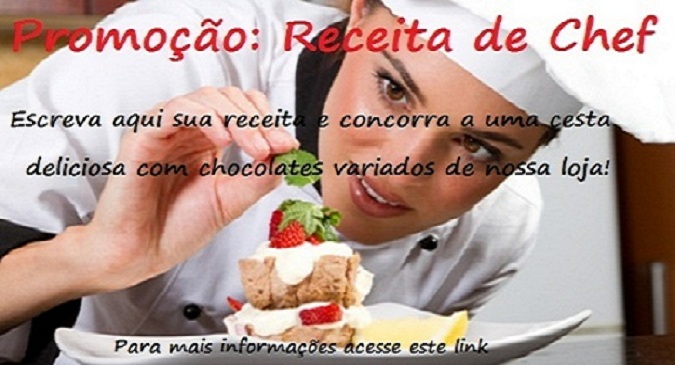 Promoção: Receita de Chef
Escreva aqui sua receita e concorra a uma cesta
deliciosa com chocolates variados de nossa loja!
Para mais informações acesse este link